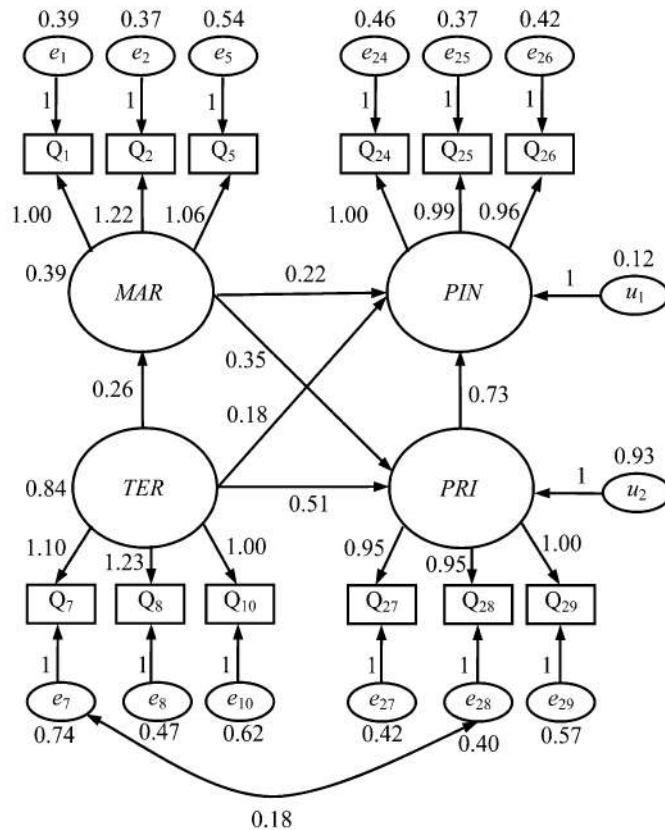 0.39 0.37 0.54 0.46 0.37 0.42
e1 e2 e5 e24 e25 e26
1 1 1 1 1 1
Q1 Q2 Q5 Q24 Q25 Q26
1.00 1.22 1.06 1.00 0.99 0.96
0.39 MAR 0.22 PIN 0.12
1 u1
0.35
0.26 0.18 0.73
0.84 TER 0.51 PRI 0.93
1 u2
1.10 1.23 1.00 0.95 0.95 1.00
Q7 Q8 Q10 Q27 Q28 Q29
1 1 1 1 1 1
e7 e8 e10 e27 e28 e29
0.74 0.47 0.62 0.42 0.40 0.57
0.18